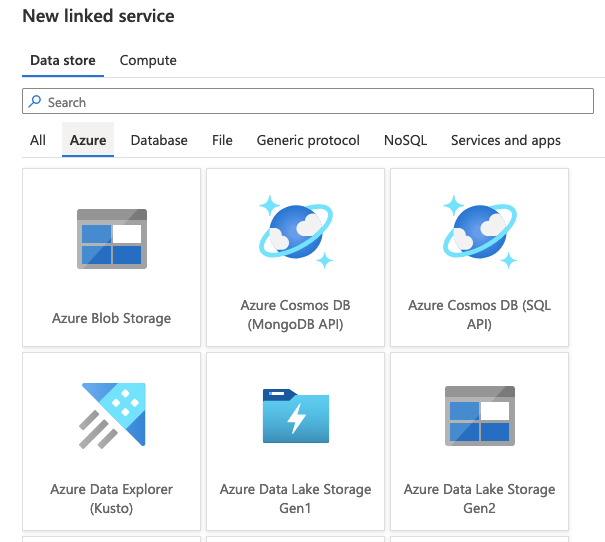 New linked service
Data store Compute
Search
All Azure Database File Generic protocol NoSQL Services and apps
Azure Blob Storage
Azure Cosmos DB
(MongoDB API)
Azure Cosmos DB (SQL
API)
Azure Data Explorer
(Kusto)
Azure Data Lake Storage
Gen1
Azure Data Lake Storage
Gen2